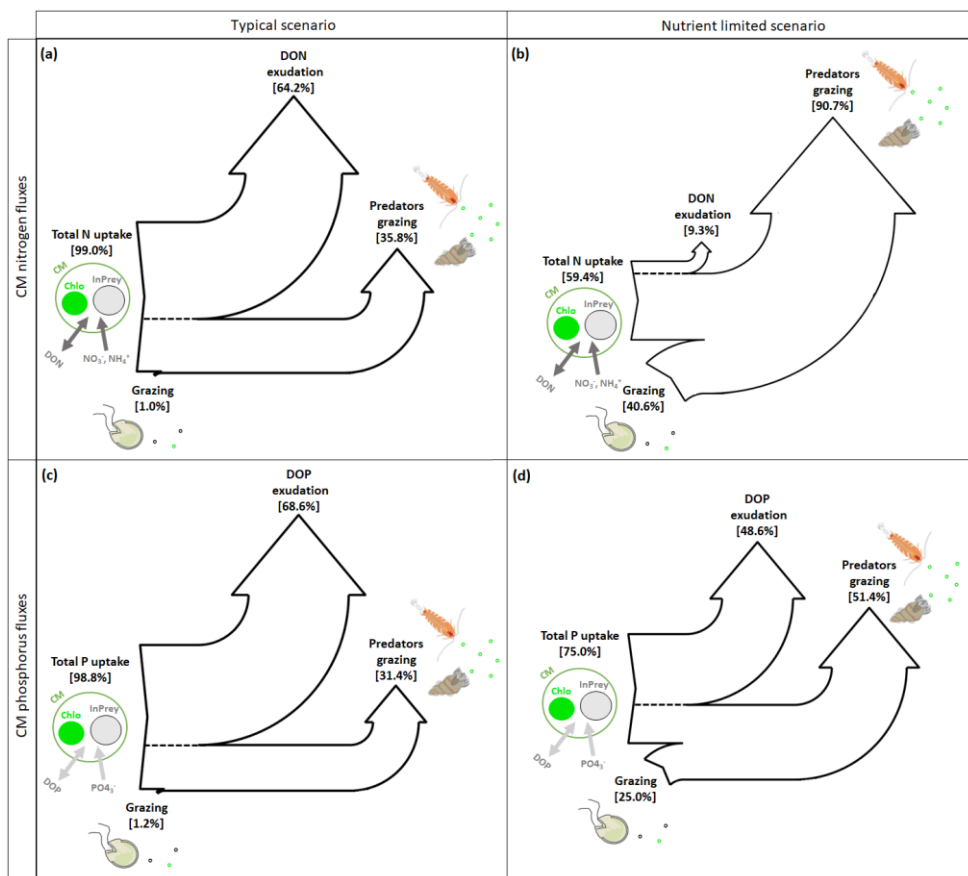 Typical scenario
Nutrient limited scenario
CM nitrogen fluxes
(a)
DON
exudation
[64.2%]
Predators
grazing
[35.8%]
Total N uptake
[99.0%]
CM
Chlo
InPrey
DON
NO₃⁻, NH₄⁺
Grazing
[1.0%]
(b)
Predators
grazing
[90.7%]
DON
exudation
[9.3%]
Total N uptake
[59.4%]
CM
Chlo
InPrey
DON
NO₃⁻, NH₄⁺
Grazing
[40.6%]
CM phosphorus fluxes
(c)
DOP
exudation
[68.6%]
Predators
grazing
[31.4%]
Total P uptake
[98.8%]
CM
Chlo
InPrey
DOP
PO4₃⁻
Grazing
[1.2%]
(d)
DOP
exudation
[48.6%]
Predators
grazing
[51.4%]
Total P uptake
[75.0%]
CM
Chlo
InPrey
DOP
PO4₃⁻
Grazing
[25.0%]